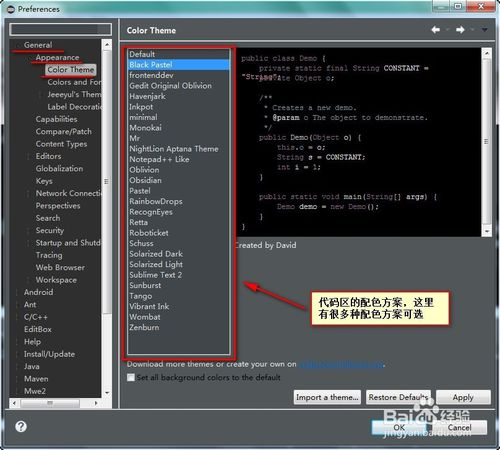 Preferences
General
Appearance
Color Theme
Colors and Fon
Jeeeyul's Them
Label Decoratio
Capabilities
Compare/Patch
Content Types
Editors
Globalization
Keys
Network Connection
Perspectives
Search
Security
Startup and Shutdo
Tracing
Web Browser
Workspace
Android
Ant
C/C++
EditBox
Help
Install/Update
Java
Maven
Mwe2
Color Theme
Default
Black Pastel
frontenddev
Gedit Original Oblivion
Havenjark
Inkpot
minimal
Monokai
Mr
NightLion Aptana Theme
Notepad++ Like
Oblivion
Obsidian
Pastel
RainbowDrops
RecognEyes
Retta
Roboticket
Schuss
Solarized Dark
Solarized Light
Sublime Text 2
Sunburst
Tango
Vibrant Ink
Wombat
Zenburn
public class Demo {
private static final String CONSTANT =
"String";
private Object o;
/**
* Creates a new demo.
* @param o The object to demonstrate.
*/
public Demo(Object o) {
this.o = o;
String s = CONSTANT;
int i = 1;
}
public static void main(String[] args) {
Demo demo = new Demo();
}
}
Created by David
代码区的配色方案，这里
有很多种配色方案可选
Download more themes or create your own on
Set all background colors to the default
Import a theme...
Restore Defaults
Apply
OK
Cancel
Baidu经验
jingyan.baidu.com